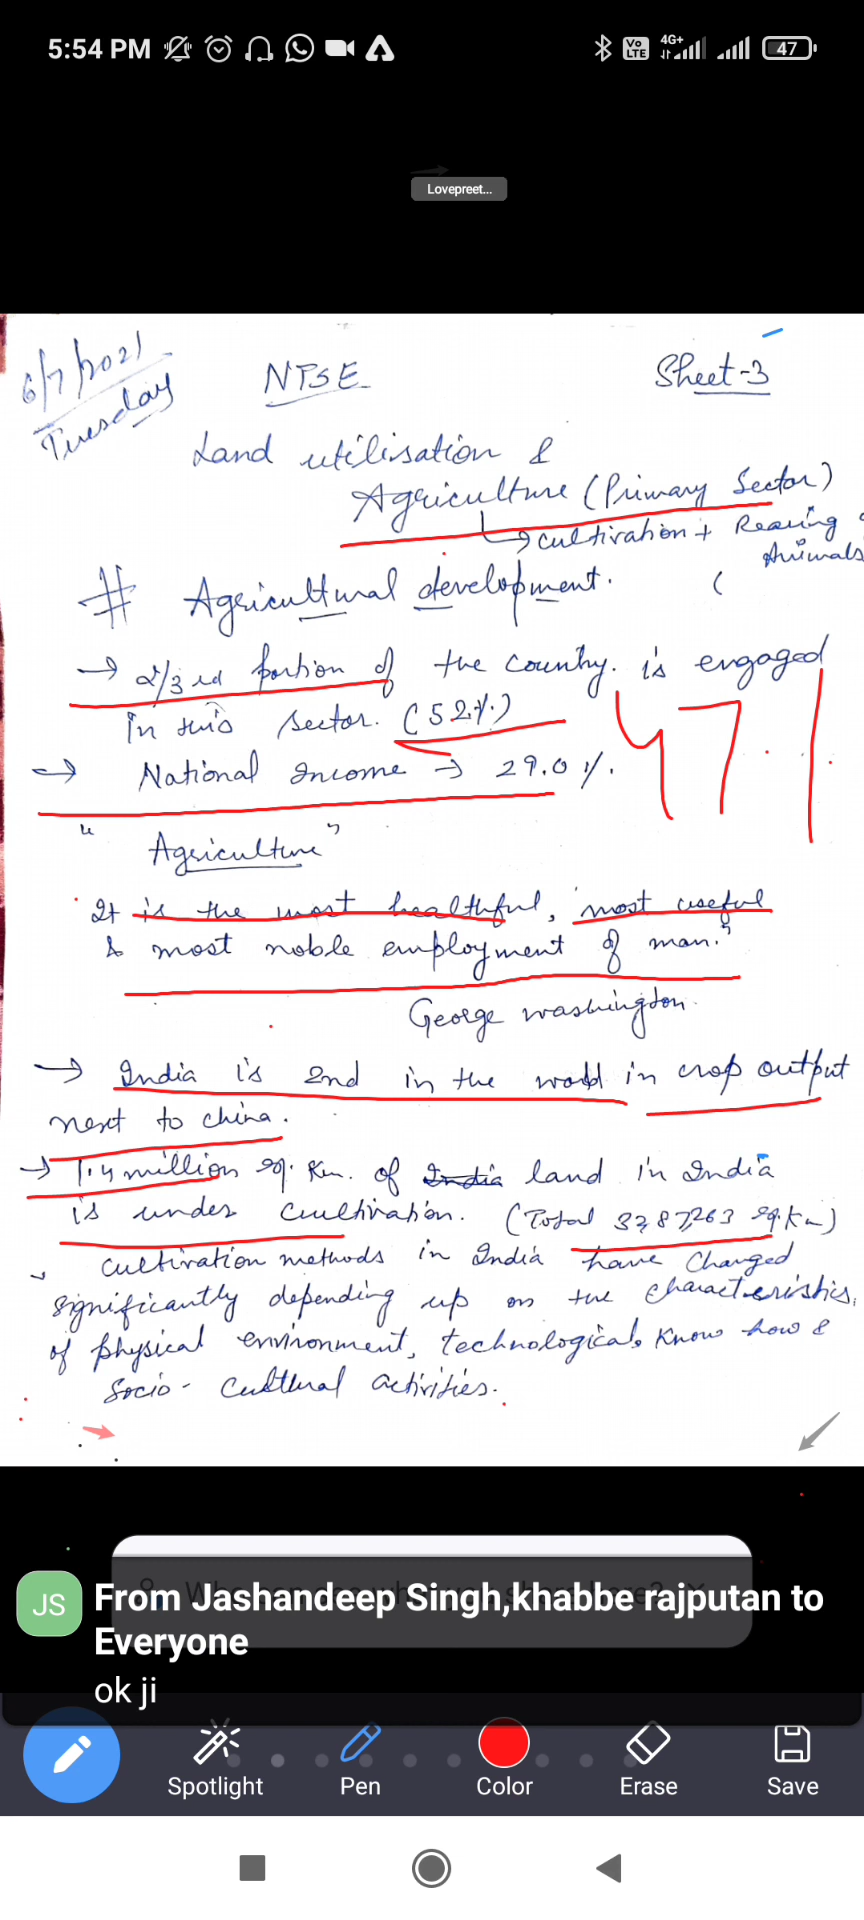 5:54 PM 4G+ Vo LTE 47
Lovepreet...
6/7/2021
Tuesday
NTSE
Sheet-3
Land utilisation &
Agriculture (Primary Sector)
cultivation + Rearing
Animals
# Agricultural development. (
→ 2/3 rd portion of the country. is engaged
in this sector. (52%)
47
→ National Income → 29.0 %.
"Agriculture"
"It is the most healthful, most useful
& most noble employment of man."
George washington.
→ India is 2nd in the world in crop output
next to china.
→ 1.4 million sq. Km. of India land in India
is under cultivation. (Total 3287263 sq.Km)
cultivation methods in India have changed
significantly depending up on the characteristics,
of physical environment, technological know how &
Socio - cultural activities.
JS From Jashandeep Singh,khabbe rajputan to
Everyone
ok ji
Spotlight Pen Color Erase Save